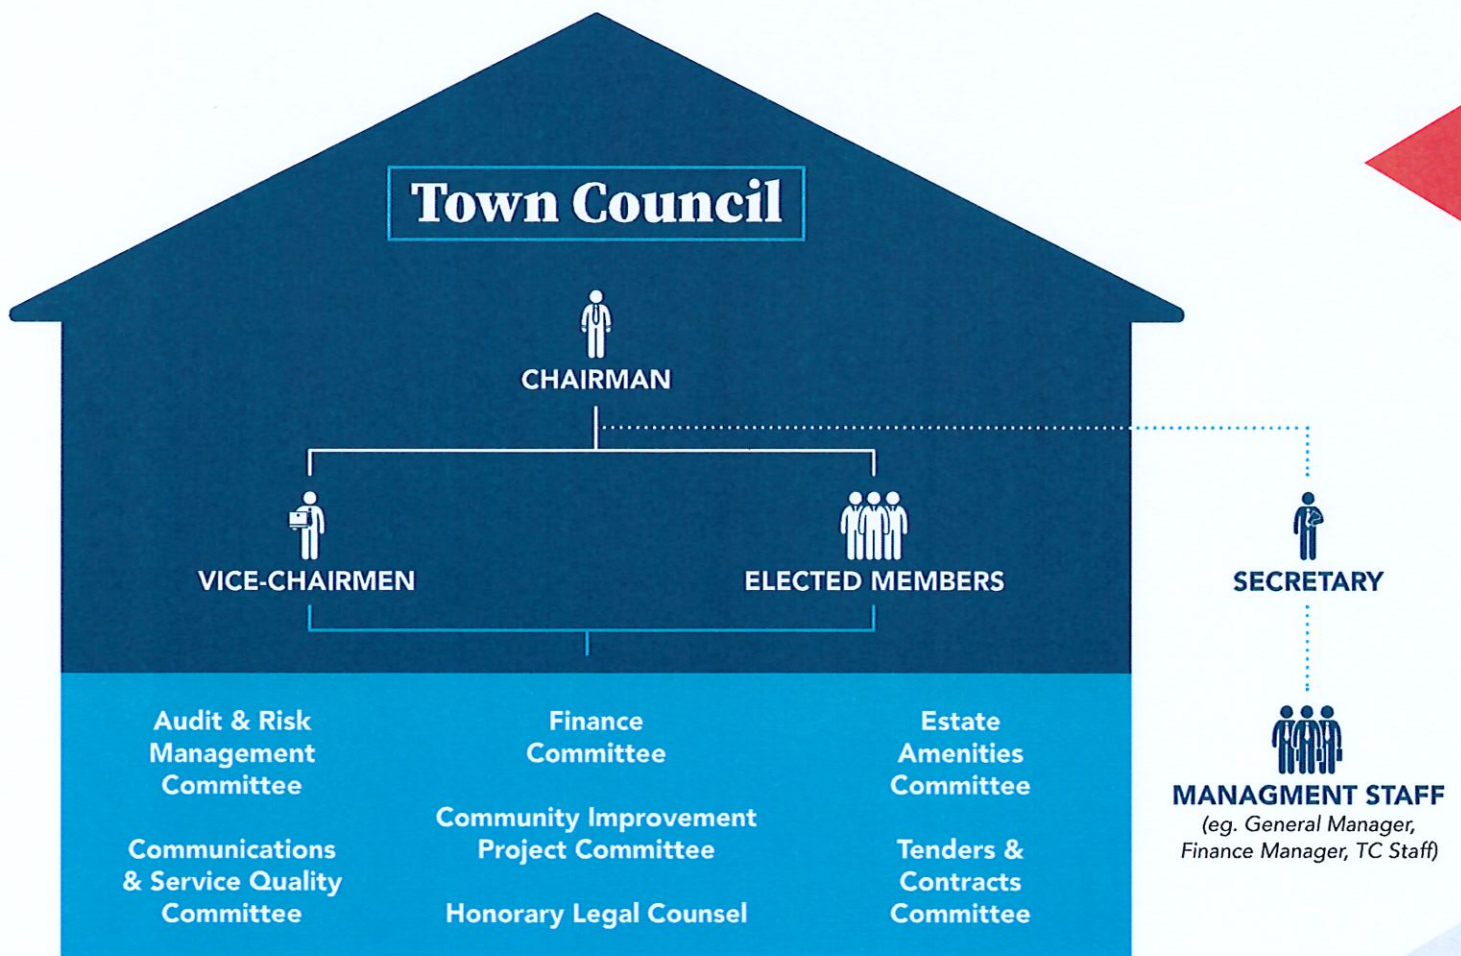 Town Council
CHAIRMAN
VICE-CHAIRMEN
ELECTED MEMBERS
SECRETARY
Audit & Risk
Management
Committee
Communications
& Service Quality
Committee
Finance
Committee
Community Improvement
Project Committee
Honorary Legal Counsel
Estate
Amenities
Committee
Tenders &
Contracts
Committee
MANAGMENT STAFF
(eg. General Manager,
Finance Manager, TC Staff)